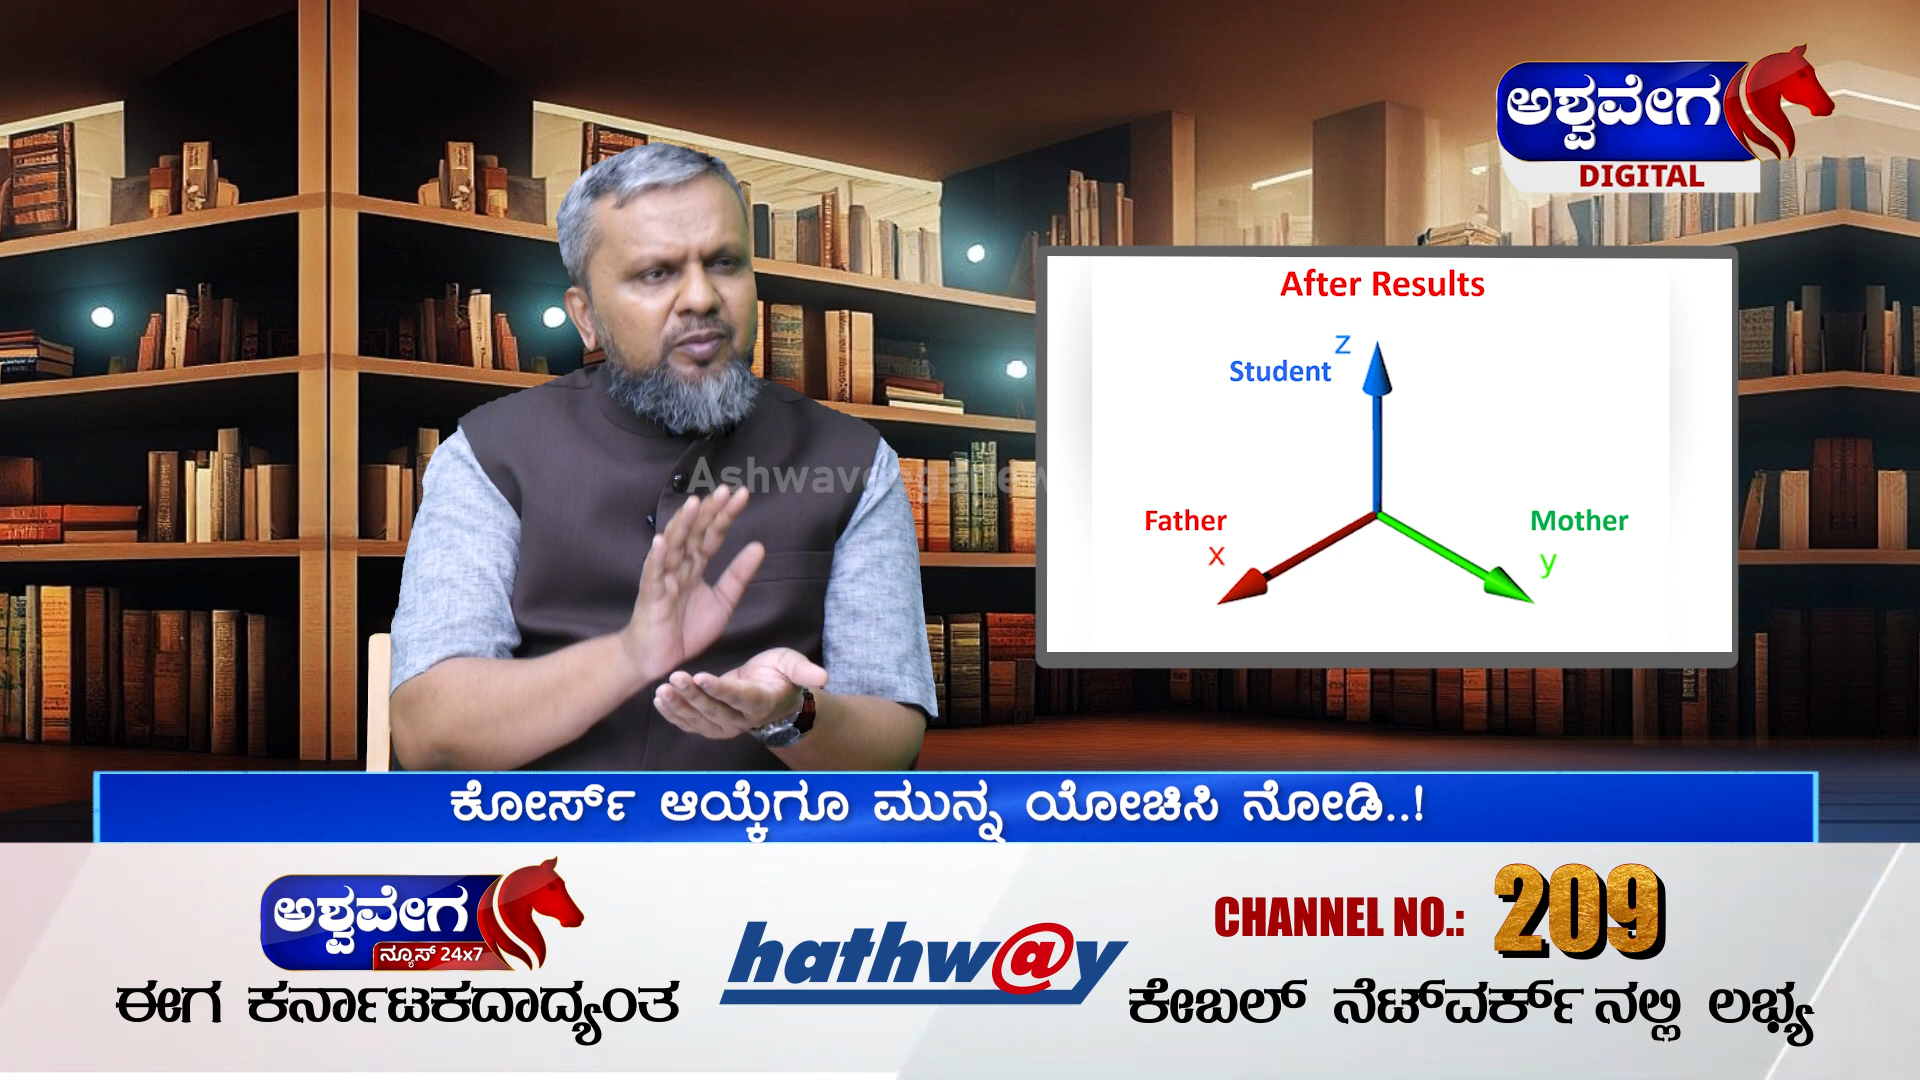 ಅಶ್ವವೇಗ
DIGITAL
After Results
z
Student
Father
Mother
x
y
ಕೋರ್ಸ್ ಆಯ್ಕೆಗೂ ಮುನ್ನ ಯೋಚಿಸಿ ನೋಡಿ..!
ಅಶ್ವವೇಗ
ನ್ಯೂಸ್ 24x7
ಈಗ ಕರ್ನಾಟಕದಾದ್ಯಂತ
hathw@y
CHANNEL NO.: 209
ಕೇಬಲ್ ನೆಟ್‌ವರ್ಕ್ ನಲ್ಲಿ ಲಭ್ಯ